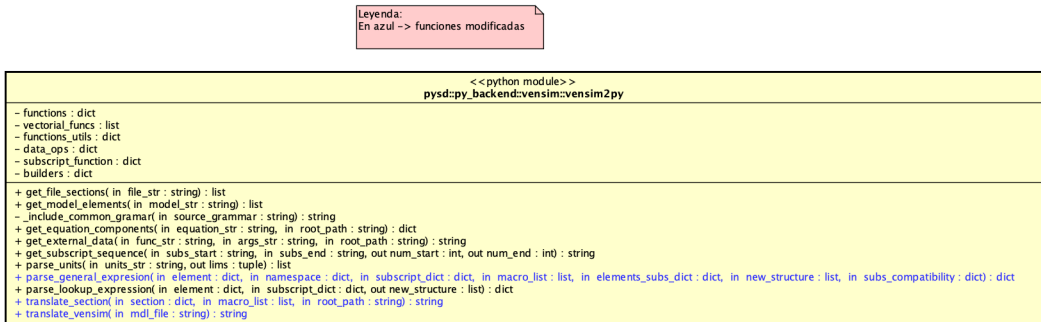 Leyenda:
En azul -> funciones modificadas
<<python module>>
pysd::py_backend::vensim::vensim2py
- functions : dict
- vectorial_funcs : list
- functions_utils : dict
- data_ops : dict
- subscript_function : dict
- builders : dict
+ get_file_sections( in file_str : string) : list
+ get_model_elements( in model_str : string) : list
- _include_common_gramar( in source_grammar : string) : string
+ get_equation_components( in equation_str : string, in root_path : string) : dict
+ get_external_data( in func_str : string, in args_str : string, in root_path : string) : string
+ get_subscript_sequence( in subs_start : string, in subs_end : string, out num_start : int, out num_end : int) : string
+ parse_units( in units_str : string, out lims : tuple) : list
+ parse_general_expresion( in element : dict, in namespace : dict, in subscript_dict : dict, in macro_list : list, in elements_subs_dict : dict, in new_structure : list, in subs_compatibility : dict) : dict
+ parse_lookup_expression( in element : dict, in subscript_dict : dict, out new_structure : list) : dict
+ translate_section( in section : dict, in macro_list : list, in root_path : string) : string
+ translate_vensim( in mdl_file : string) : string